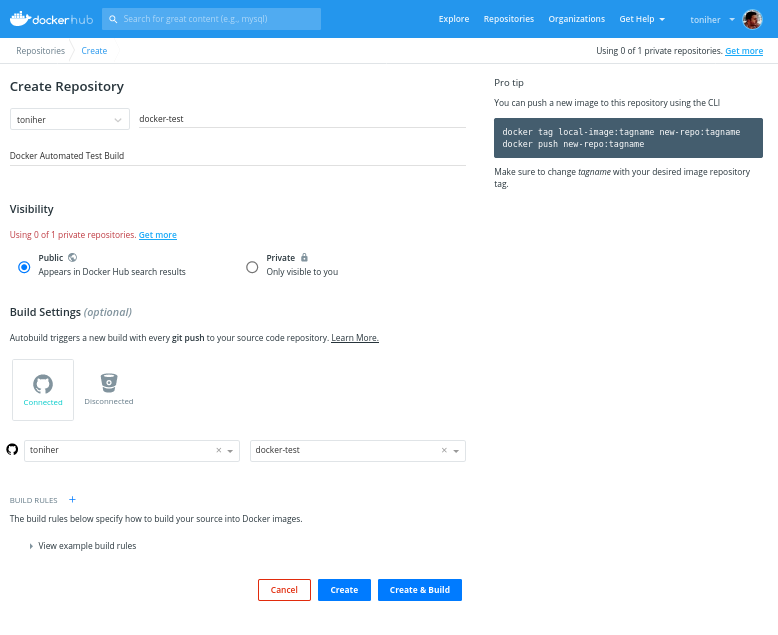 dockerhub
Search for great content (e.g., mysql)
Explore
Repositories
Organizations
Get Help
toniher
Repositories
Create
Using 0 of 1 private repositories. Get more
Create Repository
toniher
docker-test
Docker Automated Test Build
Pro tip
You can push a new image to this repository using the CLI
docker tag local-image:tagname new-repo:tagname
docker push new-repo:tagname
Make sure to change tagname with your desired image repository
tag.
Visibility
Using 0 of 1 private repositories. Get more
Public
Appears in Docker Hub search results
Private
Only visible to you
Build Settings (optional)
Autobuild triggers a new build with every git push to your source code repository. Learn More.
Connected
Disconnected
toniher × 
docker-test ×
BUILD RULES +
The build rules below specify how to build your source into Docker images.
View example build rules
Cancel
Create
Create & Build